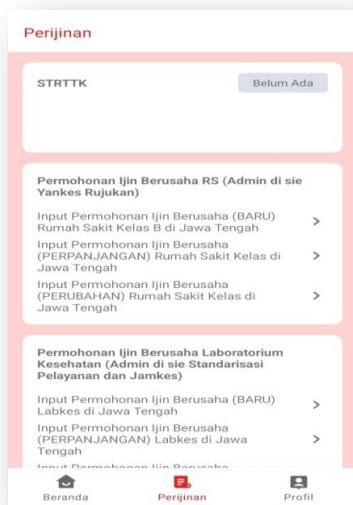 Perijinan
STRTTK
Belum Ada
Permohonan Ijin Berusaha RS (Admin di sie
Yankes Rujukan)
Input Permohonan Ijin Berusaha (BARU)
Rumah Sakit Kelas B di Jawa Tengah
Input Permohonan Ijin Berusaha
(PERPANJANGAN) Rumah Sakit Kelas di
Jawa Tengah
Input Permohonan Ijin Berusaha
(PERUBAHAN) Rumah Sakit Kelas di
Jawa Tengah
Permohonan Ijin Berusaha Laboratorium
Kesehatan (Admin di sie Standarisasi
Pelayanan dan Jamkes)
Input Permohonan Ijin Berusaha (BARU)
Labkes di Jawa Tengah
Input Permohonan Ijin Berusaha
(PERPANJANGAN) Labkes di Jawa
Tengah
Input Permohonan Ijin Berusaha
Beranda
Perijinan
Profil